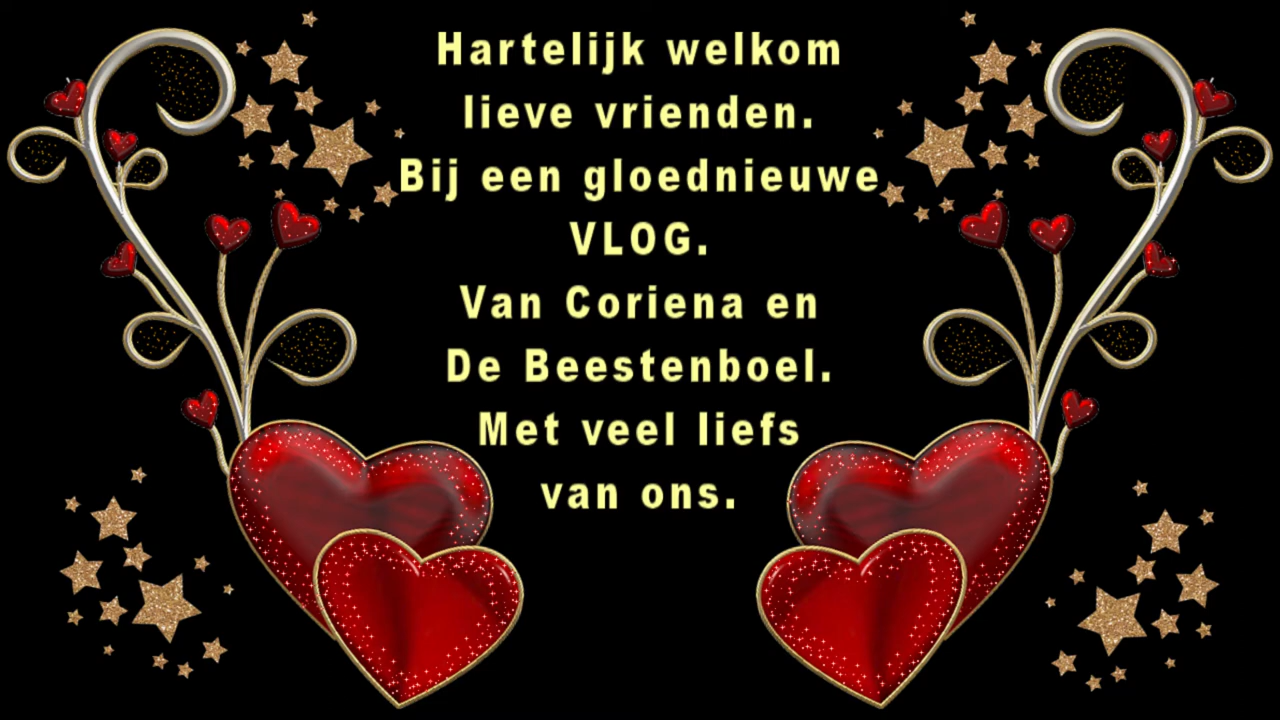 Hartelijk welkom
lieve vrienden.
Bij een gloednieuwe
VLOG.
Van Coriena en
De Beestenboel.
Met veel liefs
van ons.